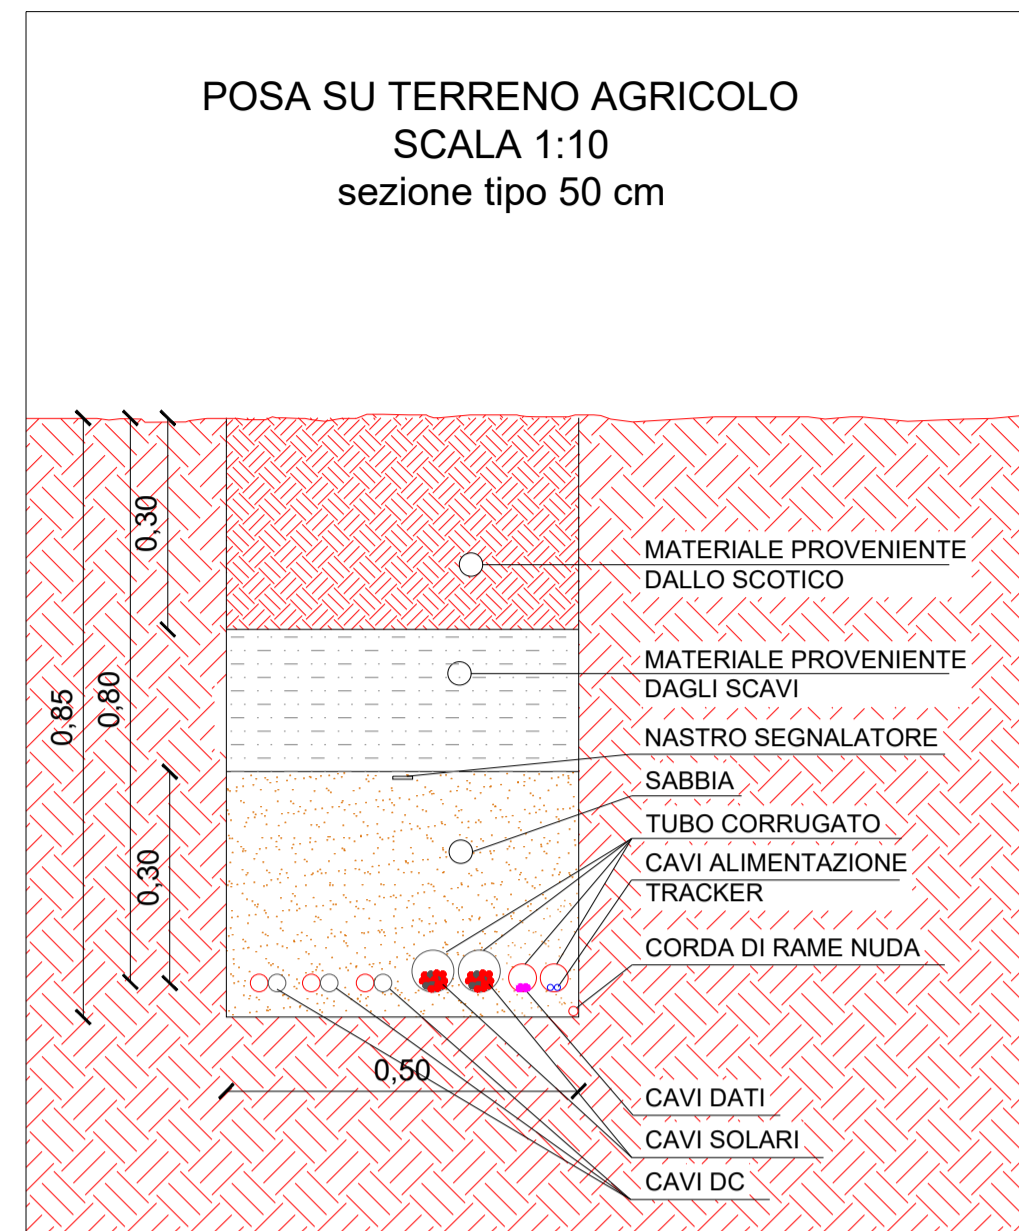 POSA SU TERRENO AGRICOLO
SCALA 1:10
sezione tipo 50 cm
0,30
0,85
0,80
0,30
0,50
MATERIALE PROVENIENTE
DALLO SCOTICO
MATERIALE PROVENIENTE
DAGLI SCAVI
NASTRO SEGNALATORE
SABBIA
TUBO CORRUGATO
CAVI ALIMENTAZIONE
TRACKER
CORDA DI RAME NUDA
CAVI DATI
CAVI SOLARI
CAVI DC